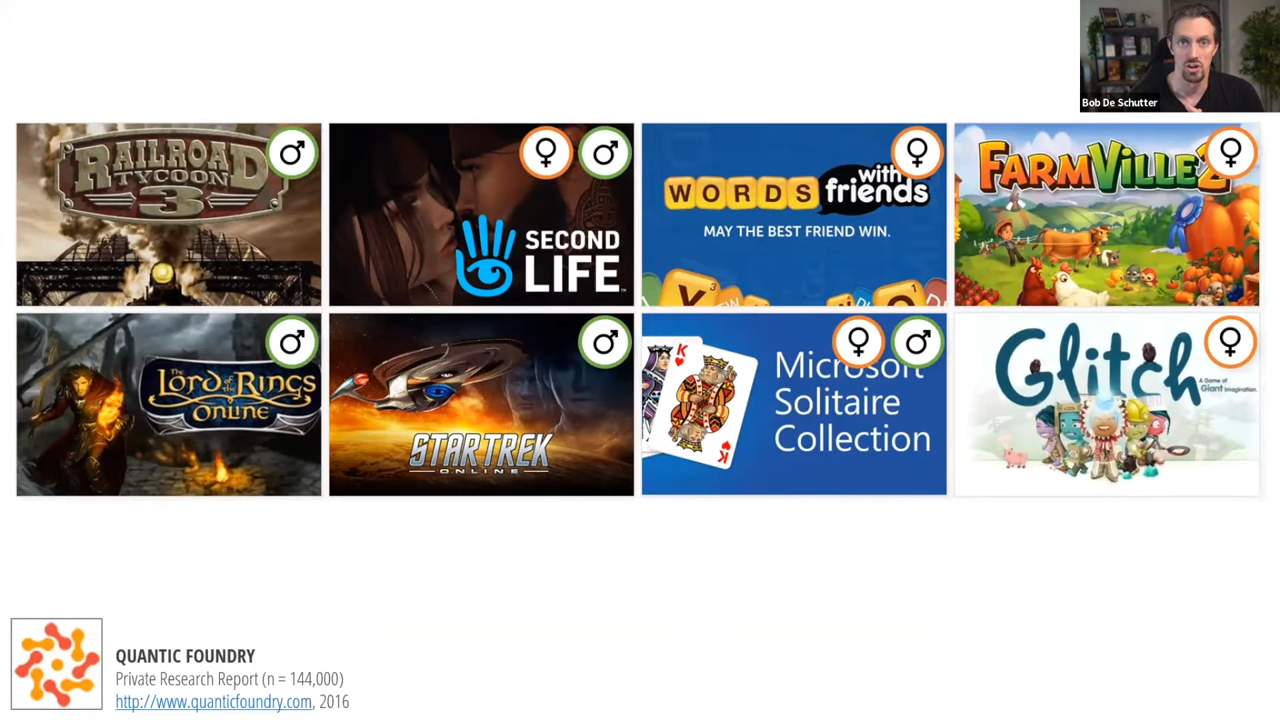 Bob De Schutter
RAILROAD
TYCOON
3
SECOND
LIFE™
WORDS
with
friends
MAY THE BEST FRIEND WIN.
FARMVILLE 2
The
LORD of the RINGS
ONLINE
STAR TREK
ONLINE
K
K
Microsoft
Solitaire
Collection
Glitch
A Game of
Giant Imagination.
QUANTIC FOUNDRY
Private Research Report (n = 144,000)
http://www.quanticfoundry.com, 2016